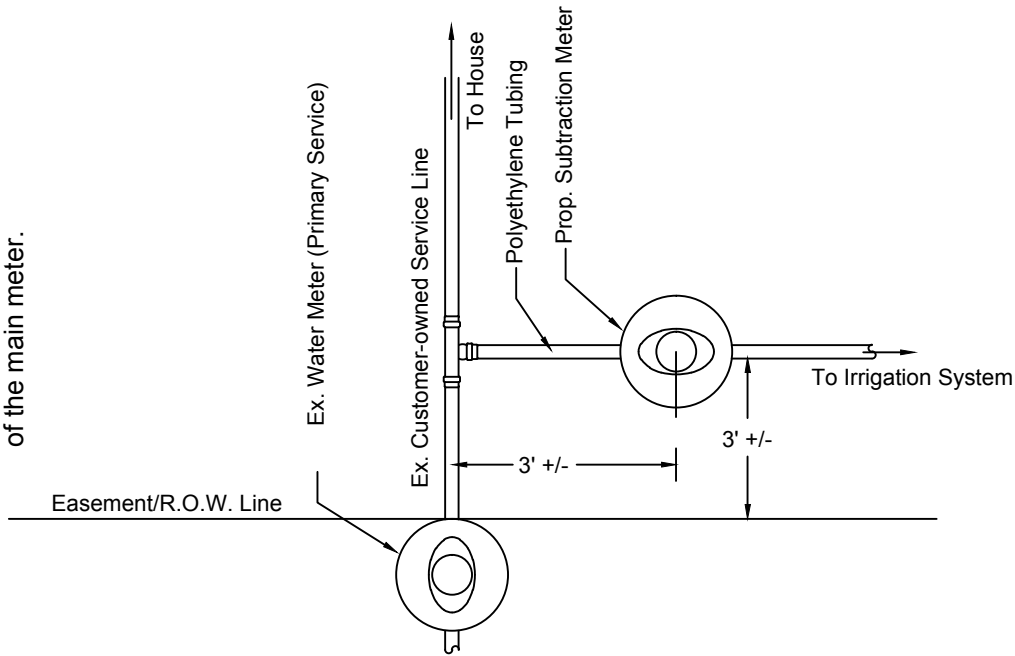 of the main meter.
Ex. Water Meter (Primary Service)
Ex. Customer-owned Service Line
To House
Polyethylene Tubing
Prop. Subtraction Meter
To Irrigation System
3' +/-
3' +/-
Easement/R.O.W. Line